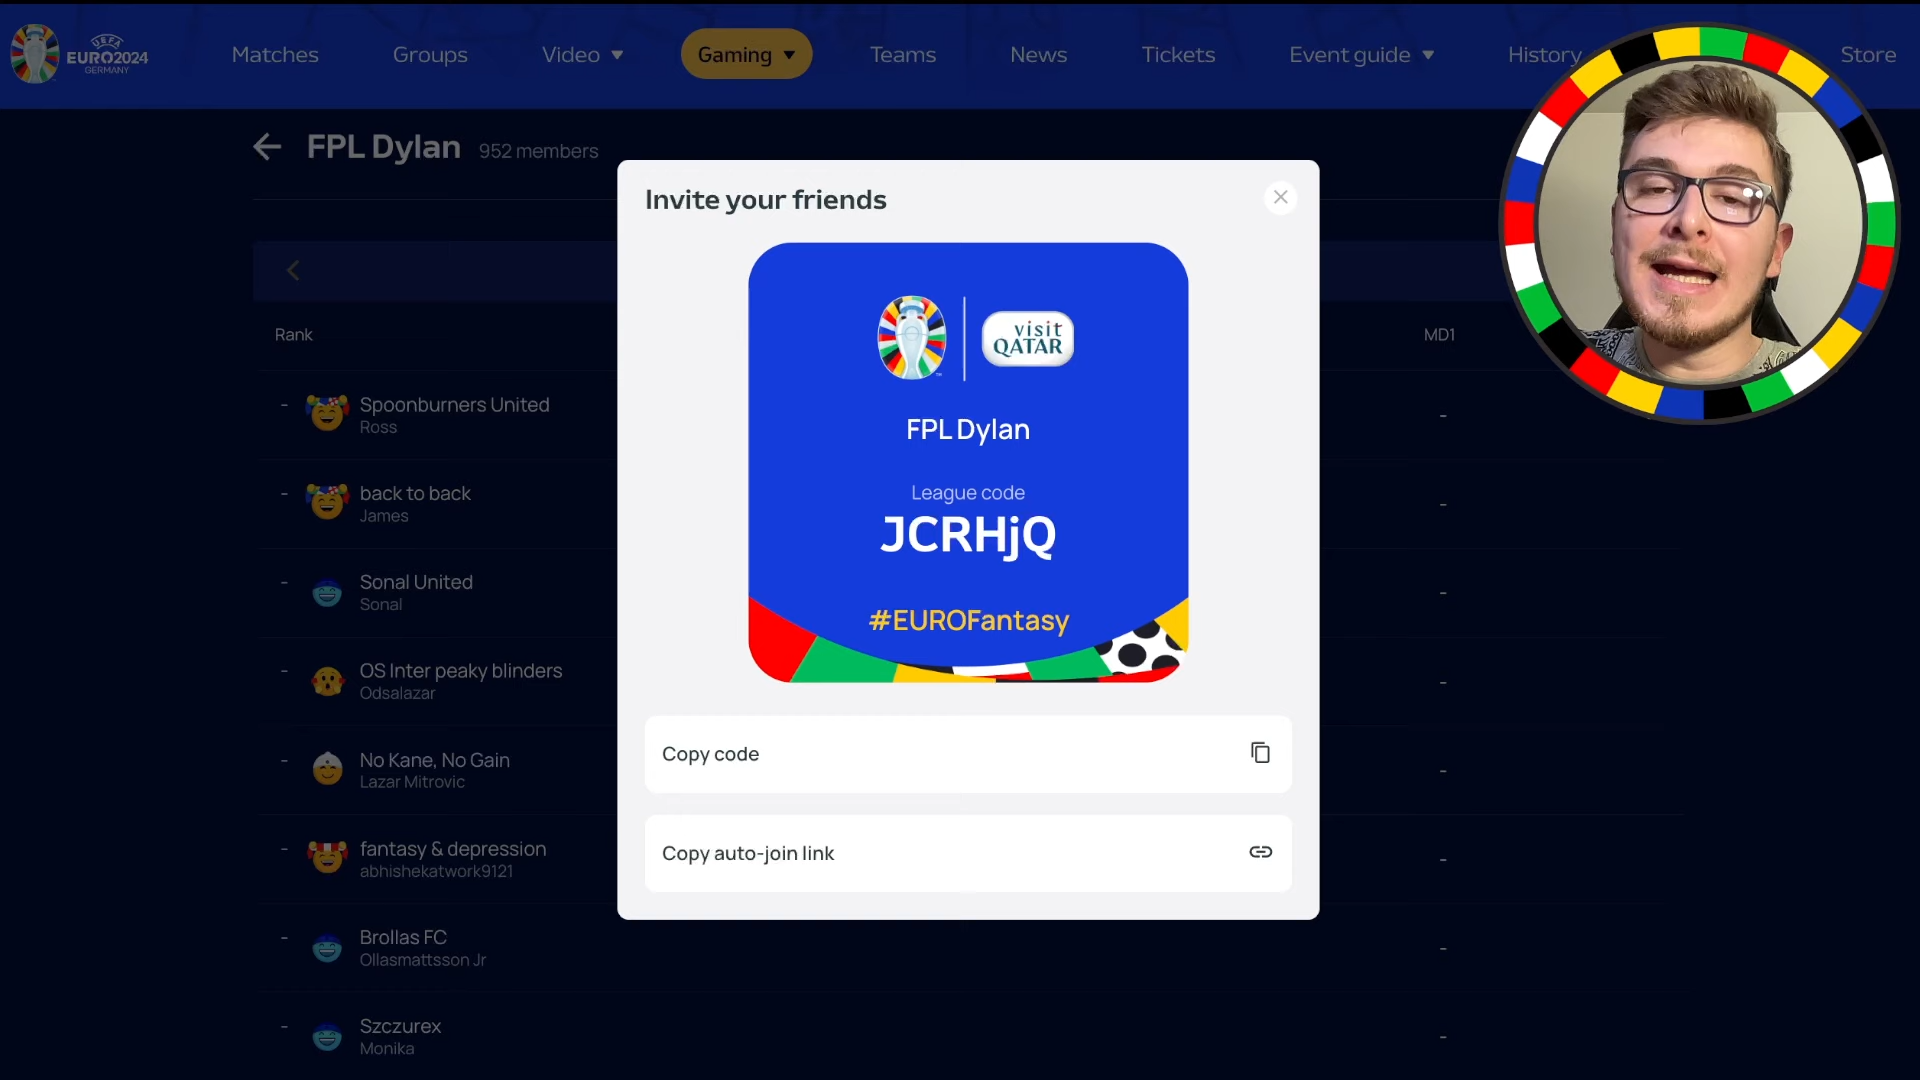 UEFA
EURO2024
GERMANY
Matches
Groups
Video
Gaming
Teams
News
Tickets
Event guide
History
Store
FPL Dylan
952 members
Invite your friends
visit
QATAR
FPL Dylan
League code
JCRHjQ
#EUROFantasy
Copy code
Copy auto-join link
Rank
MD1
- Spoonburners United -
Ross
- back to back -
James
- Sonal United -
Sonal
- OS Inter peaky blinders -
Odsalazar
- No Kane, No Gain -
Lazar Mitrovic
- fantasy & depression -
abhishekatwork9121
- Brollas FC -
Ollasmattsson Jr
- Szczurex -
Monika